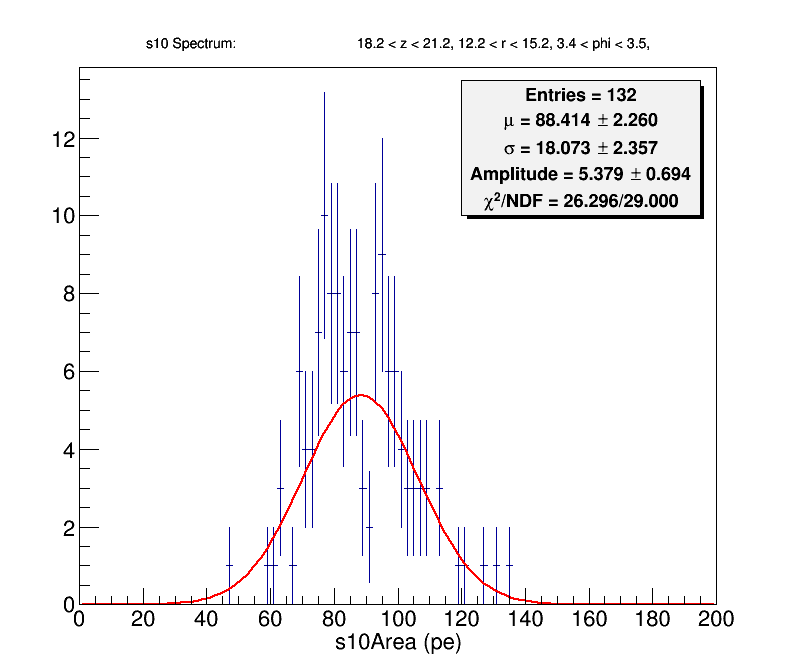 s10 Spectrum: 18.2 < z < 21.2, 12.2 < r < 15.2, 3.4 < phi < 3.5,
Entries = 132
μ = 88.414 ± 2.260
σ = 18.073 ± 2.357
Amplitude = 5.379 ± 0.694
χ²/NDF = 26.296/29.000
12
10
8
6
4
2
0
0 20 40 60 80 100 120 140 160 180 200
s10Area (pe)